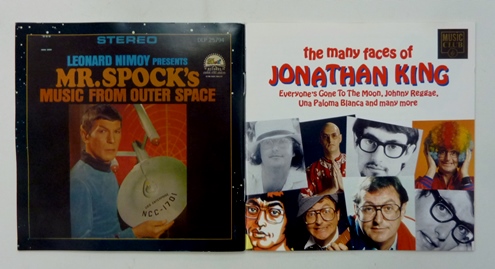 STEREO
LEONARD NIMOY PRESENTS
Dot
MR. SPOCK's
MUSIC FROM OUTER SPACE
NCC-1701
the many faces of
JONATHAN KING
Everyone's Gone To The Moon, Johnny Reggae,
Una Paloma Blanca and many more
MUSIC
CLUB